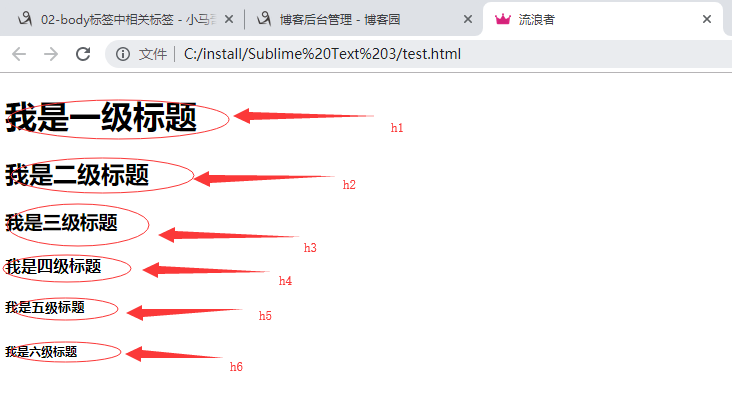 02-body标签中相关标签 - 小马
博客后台管理 - 博客园
流浪者
文件
C:/install/Sublime%20Text%203/test.html
我是一级标题
h1
我是二级标题
h2
我是三级标题
h3
我是四级标题
h4
我是五级标题
h5
我是六级标题
h6